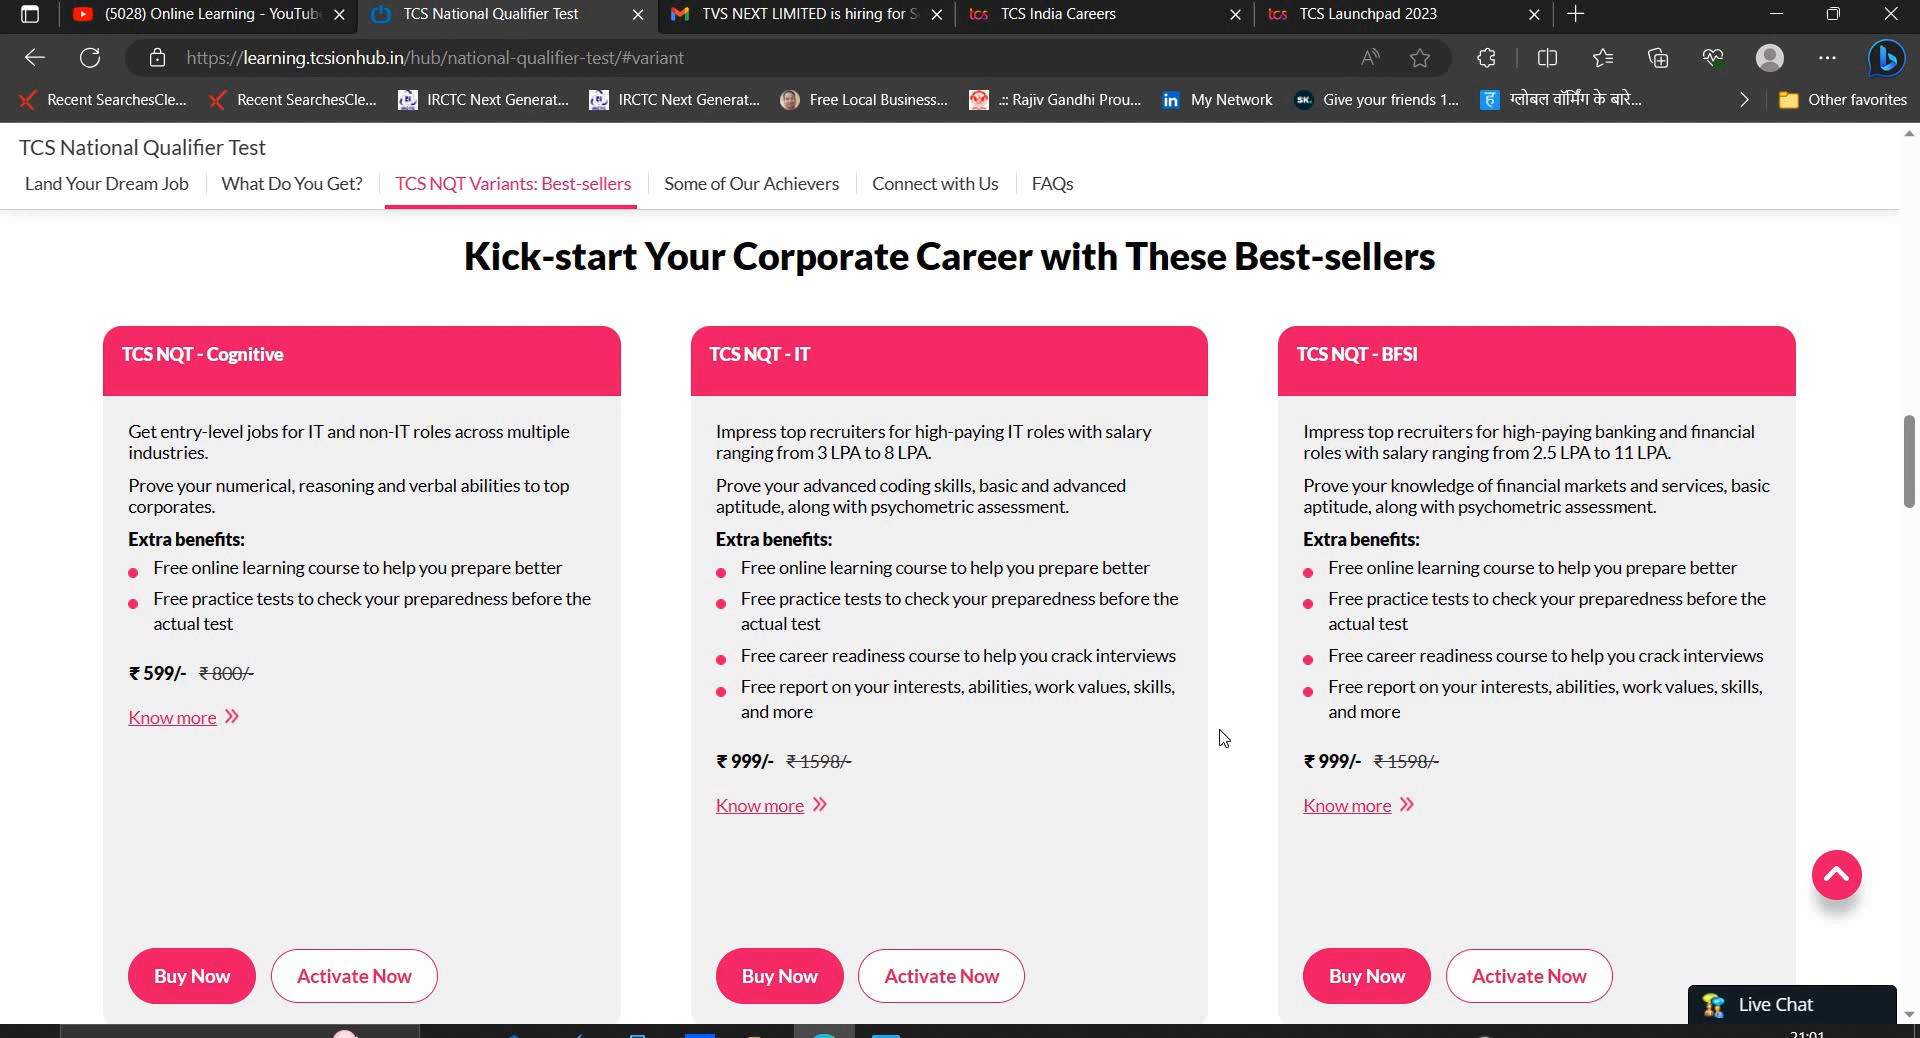 (5028) Online Learning - YouTub
TCS National Qualifier Test
TVS NEXT LIMITED is hiring for S
tcs TCS India Careers
tcs TCS Launchpad 2023
https://learning.tcsionhub.in/hub/national-qualifier-test/#variant
Recent SearchesCle...
Recent SearchesCle...
IRCTC Next Generat...
IRCTC Next Generat...
Free Local Business...
.:: Rajiv Gandhi Prou...
in My Network
SK. Give your friends 1...
ह ग्लोबल वॉर्मिंग के बारे...
Other favorites
TCS National Qualifier Test
Land Your Dream Job
What Do You Get?
TCS NQT Variants: Best-sellers
Some of Our Achievers
Connect with Us
FAQs
Kick-start Your Corporate Career with These Best-sellers
TCS NQT - Cognitive
Get entry-level jobs for IT and non-IT roles across multiple
industries.
Prove your numerical, reasoning and verbal abilities to top
corporates.
Extra benefits:
Free online learning course to help you prepare better
Free practice tests to check your preparedness before the
actual test
₹ 599/- ₹ 800/-
Know more
Buy Now
Activate Now
TCS NQT - IT
Impress top recruiters for high-paying IT roles with salary
ranging from 3 LPA to 8 LPA.
Prove your advanced coding skills, basic and advanced
aptitude, along with psychometric assessment.
Extra benefits:
Free online learning course to help you prepare better
Free practice tests to check your preparedness before the
actual test
Free career readiness course to help you crack interviews
Free report on your interests, abilities, work values, skills,
and more
₹ 999/- ₹ 1598/-
Know more
Buy Now
Activate Now
TCS NQT - BFSI
Impress top recruiters for high-paying banking and financial
roles with salary ranging from 2.5 LPA to 11 LPA.
Prove your knowledge of financial markets and services, basic
aptitude, along with psychometric assessment.
Extra benefits:
Free online learning course to help you prepare better
Free practice tests to check your preparedness before the
actual test
Free career readiness course to help you crack interviews
Free report on your interests, abilities, work values, skills,
and more
₹ 999/- ₹ 1598/-
Know more
Buy Now
Activate Now
Live Chat